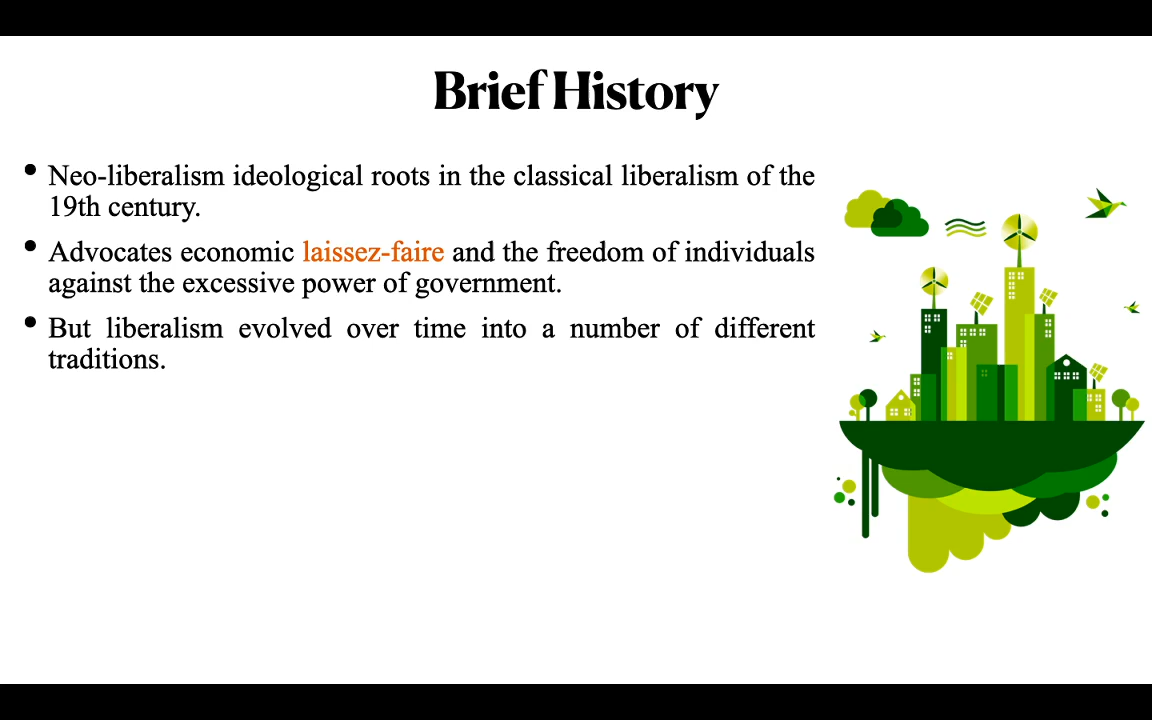 Brief History
• Neo-liberalism ideological roots in the classical liberalism of the
19th century.
• Advocates economic laissez-faire and the freedom of individuals
against the excessive power of government.
• But liberalism evolved over time into a number of different
traditions.